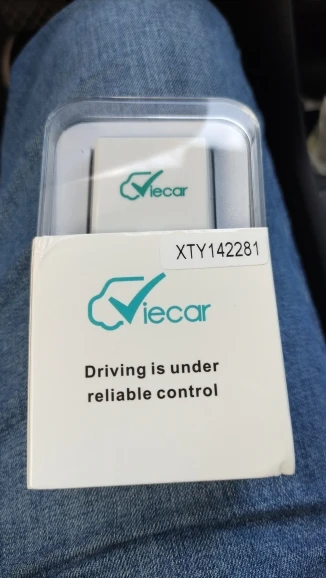 Viecar
XTY142281
Viecar
Driving is under
reliable control